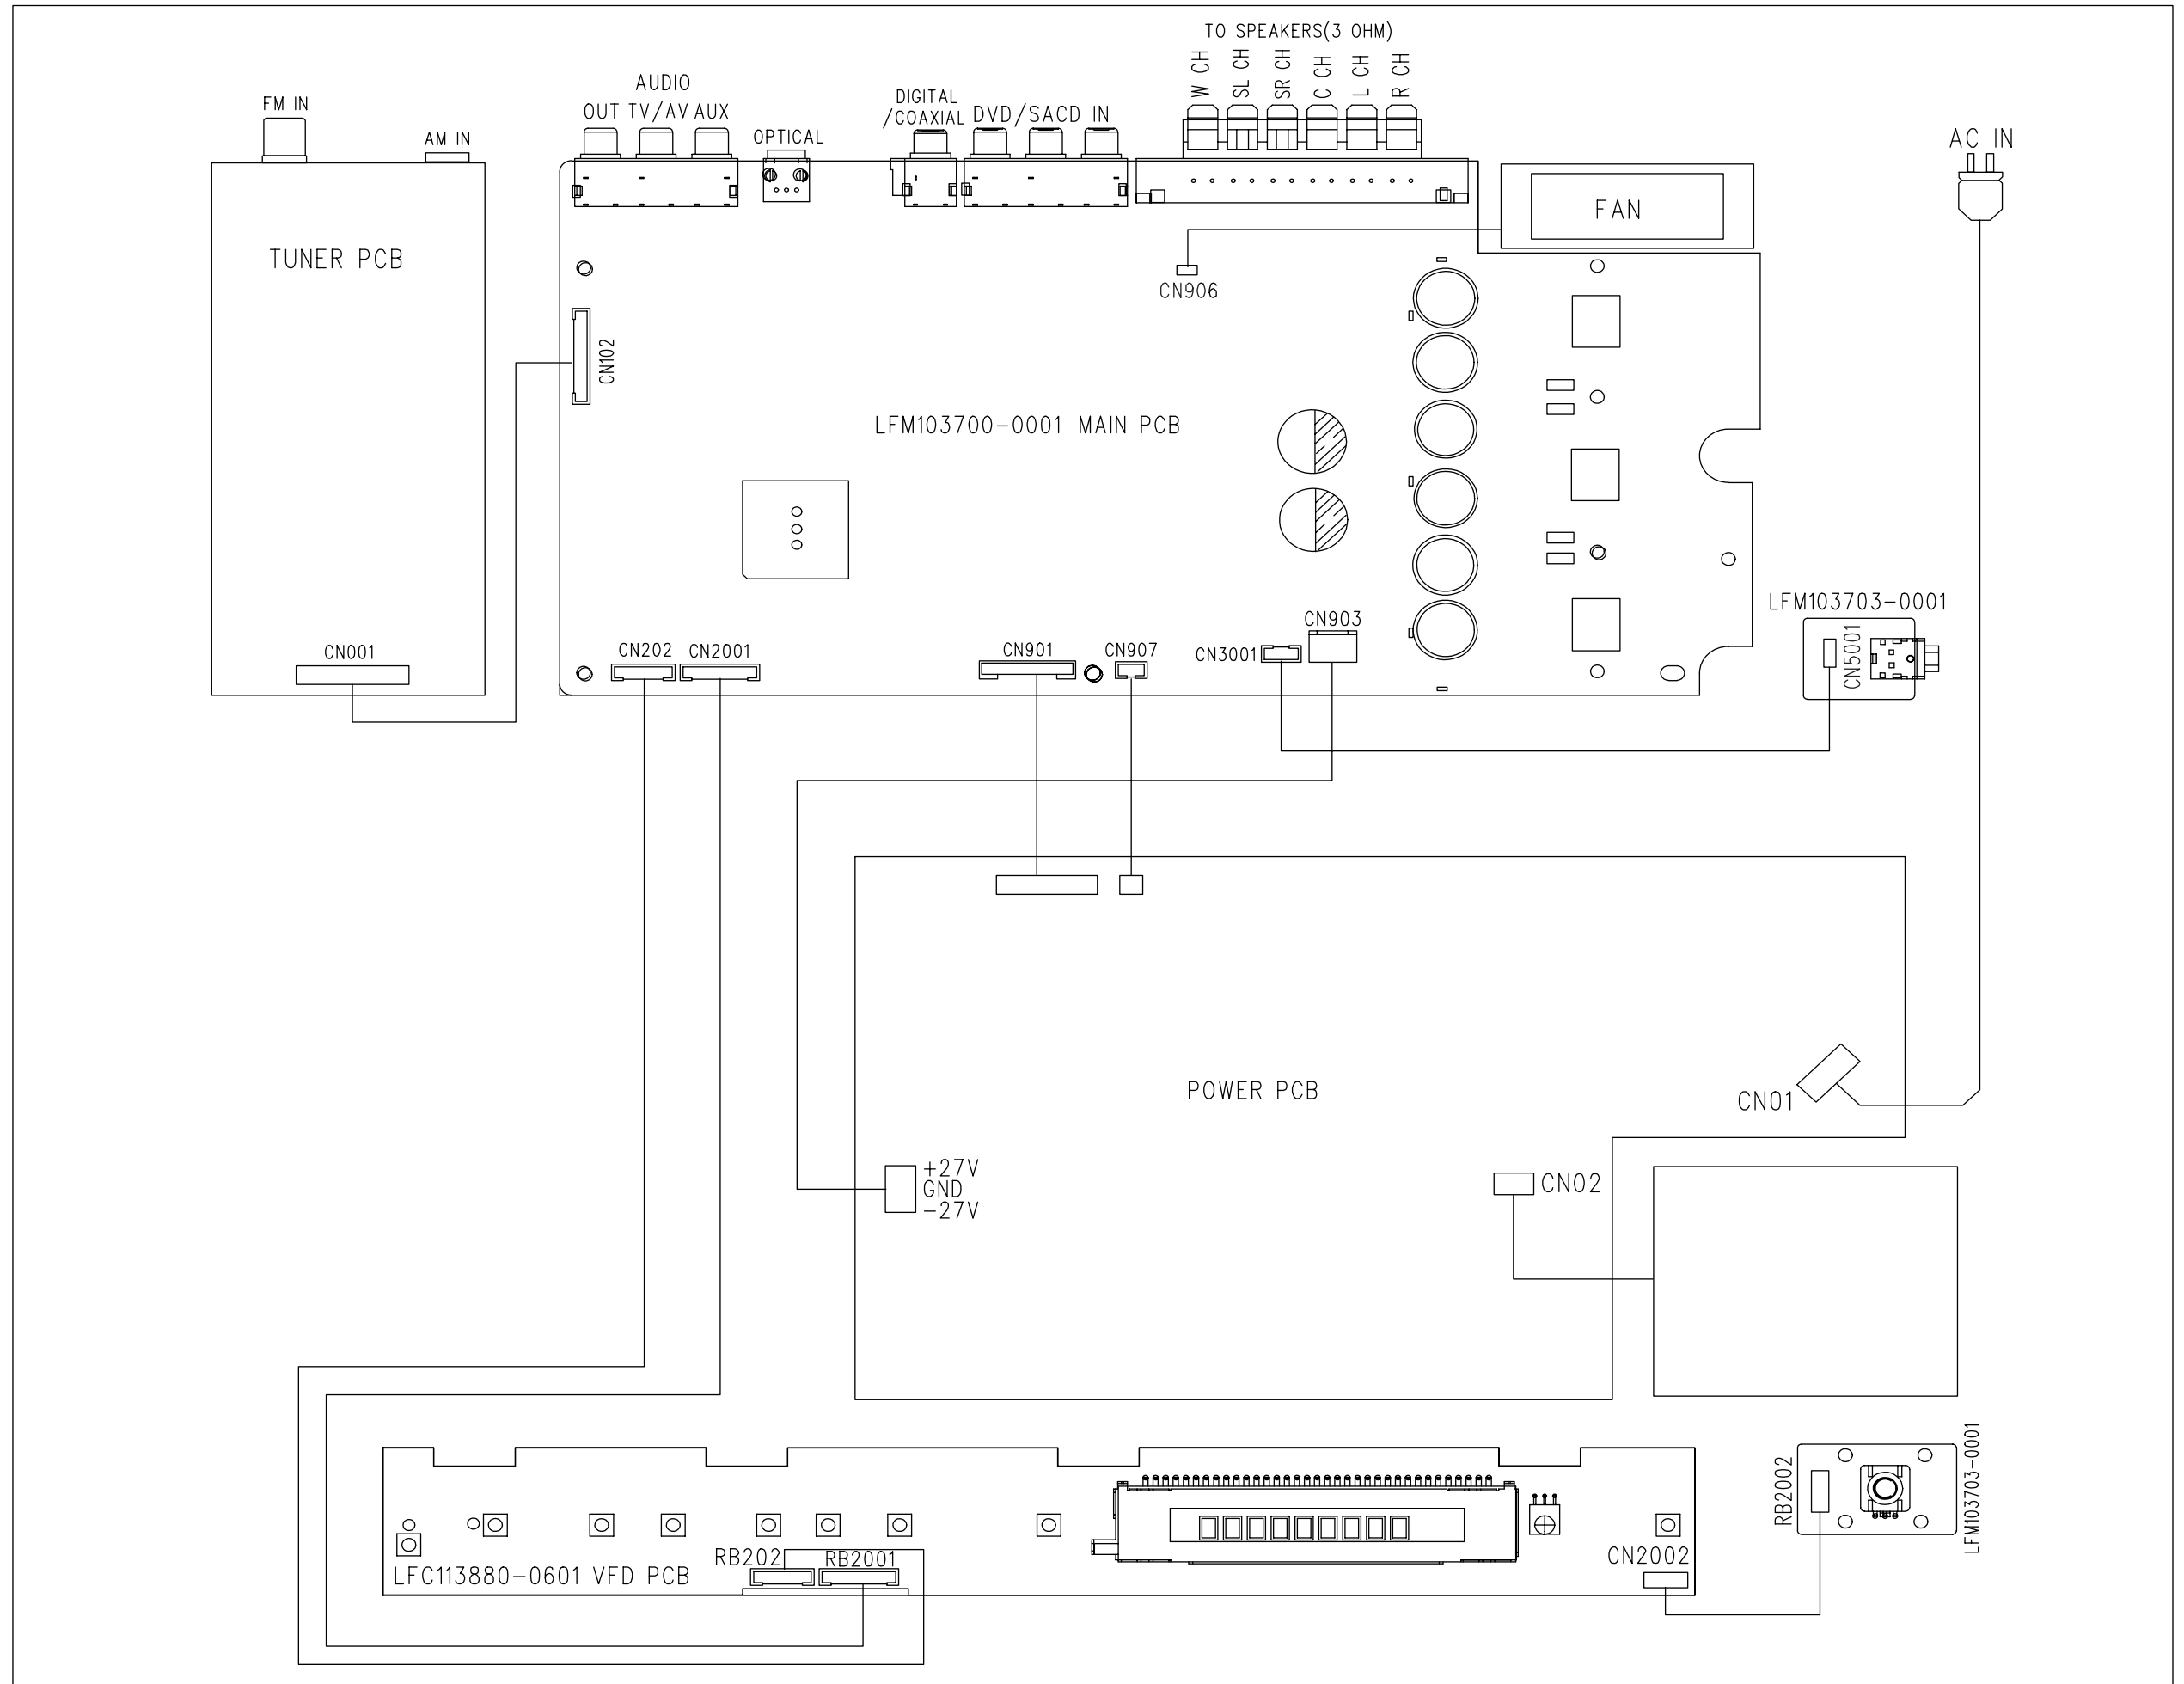 TO SPEAKERS(3 OHM)
W CH
SL CH
SR CH
C CH
L CH
R CH
AUDIO
OUT TV/AV AUX
OPTICAL
DIGITAL
/COAXIAL
DVD/SACD IN
FM IN
AM IN
AC IN
FAN
TUNER PCB
CN906
CN102
LFM103700-0001 MAIN PCB
LFM103703-0001
CN5001
CN001
CN202
CN2001
CN901
CN907
CN3001
CN903
POWER PCB
CN01
+27V
GND
-27V
CN02
RB2002
LFM103703-0001
RB202
RB2001
CN2002
LFC113880-0601 VFD PCB